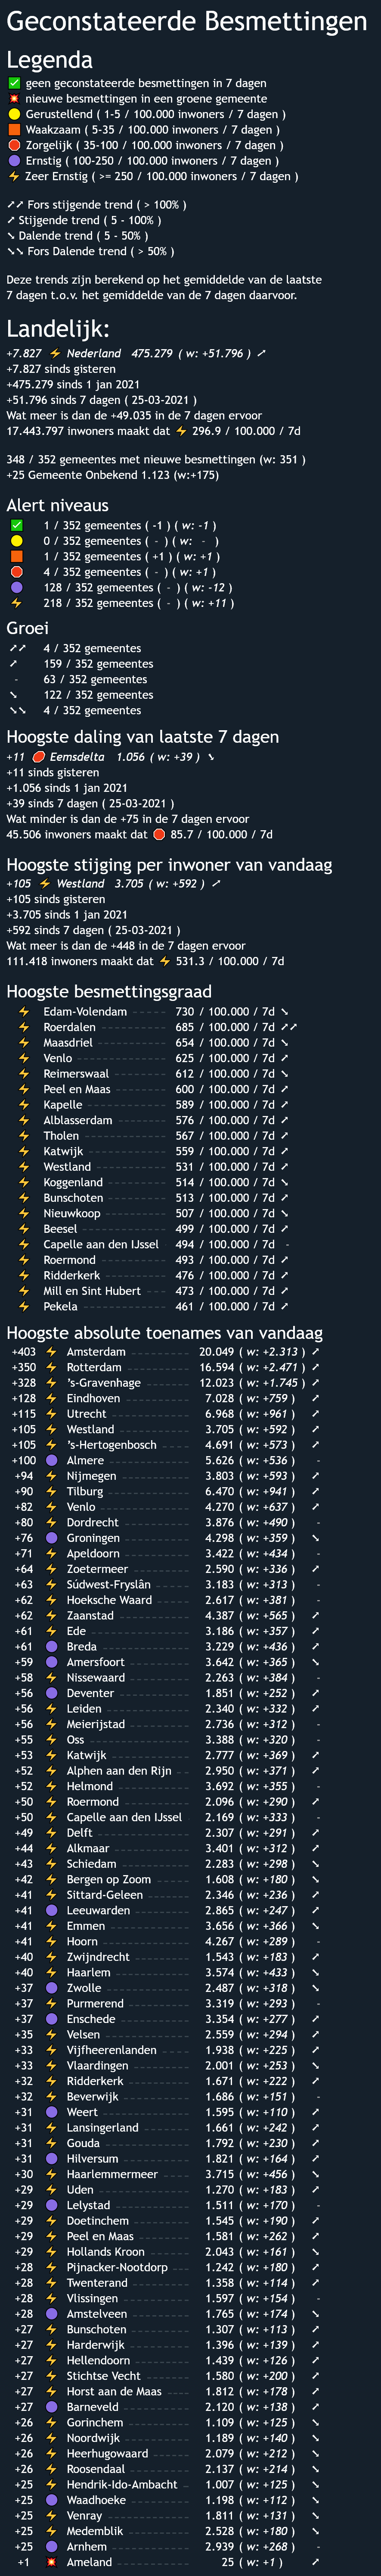 Geconstateerde Besmettingen
Legenda
✅ geen geconstateerde besmettingen in 7 dagen
💥 nieuwe besmettingen in een groene gemeente
🟡 Gerustellend ( 1-5 / 100.000 inwoners / 7 dagen )
🟧 Waakzaam ( 5-35 / 100.000 inwoners / 7 dagen )
🛑 Zorgelijk ( 35-100 / 100.000 inwoners / 7 dagen )
🟣 Ernstig ( 100-250 / 100.000 inwoners / 7 dagen )
⚡ Zeer Ernstig ( >= 250 / 100.000 inwoners / 7 dagen )
↗↗ Fors stijgende trend ( > 100% )
↗ Stijgende trend ( 5 - 100% )
↘ Dalende trend ( 5 - 50% )
↘↘ Fors Dalende trend ( > 50% )
Deze trends zijn berekend op het gemiddelde van de laatste
7 dagen t.o.v. het gemiddelde van de 7 dagen daarvoor.
Landelijk:
+7.827 ⚡ Nederland 475.279 ( w: +51.796 ) ↗
+7.827 sinds gisteren
+475.279 sinds 1 jan 2021
+51.796 sinds 7 dagen ( 25-03-2021 )
Wat meer is dan de +49.035 in de 7 dagen ervoor
17.443.797 inwoners maakt dat ⚡ 296.9 / 100.000 / 7d
348 / 352 gemeentes met nieuwe besmettingen (w: 351 )
+25 Gemeente Onbekend 1.123 (w:+175)
Alert niveaus
✅ 1 / 352 gemeentes ( -1 ) ( w: -1 )
🟡 0 / 352 gemeentes ( - ) ( w: - )
🟧 1 / 352 gemeentes ( +1 ) ( w: +1 )
🛑 4 / 352 gemeentes ( - ) ( w: +1 )
🟣 128 / 352 gemeentes ( - ) ( w: -12 )
⚡ 218 / 352 gemeentes ( - ) ( w: +11 )
Groei
↗↗ 4 / 352 gemeentes
↗ 159 / 352 gemeentes
- 63 / 352 gemeentes
↘ 122 / 352 gemeentes
↘↘ 4 / 352 gemeentes
Hoogste daling van laatste 7 dagen
+11 🛑 Eemsdelta 1.056 ( w: +39 ) ↘
+11 sinds gisteren
+1.056 sinds 1 jan 2021
+39 sinds 7 dagen ( 25-03-2021 )
Wat minder is dan de +75 in de 7 dagen ervoor
45.506 inwoners maakt dat 🛑 85.7 / 100.000 / 7d
Hoogste stijging per inwoner van vandaag
+105 ⚡ Westland 3.705 ( w: +592 ) ↗
+105 sinds gisteren
+3.705 sinds 1 jan 2021
+592 sinds 7 dagen ( 25-03-2021 )
Wat meer is dan de +448 in de 7 dagen ervoor
111.418 inwoners maakt dat ⚡ 531.3 / 100.000 / 7d
Hoogste besmettingsgraad
⚡ Edam-Volendam 730 / 100.000 / 7d ↘
⚡ Roerdalen 685 / 100.000 / 7d ↗↗
⚡ Maasdriel 654 / 100.000 / 7d ↘
⚡ Venlo 625 / 100.000 / 7d ↗
⚡ Reimerswaal 612 / 100.000 / 7d ↘
⚡ Peel en Maas 600 / 100.000 / 7d ↗
⚡ Kapelle 589 / 100.000 / 7d ↗
⚡ Alblasserdam 576 / 100.000 / 7d ↗
⚡ Tholen 567 / 100.000 / 7d ↗
⚡ Katwijk 559 / 100.000 / 7d ↗
⚡ Westland 531 / 100.000 / 7d ↗
⚡ Koggenland 514 / 100.000 / 7d ↘
⚡ Bunschoten 513 / 100.000 / 7d ↗
⚡ Nieuwkoop 507 / 100.000 / 7d ↘
⚡ Beesel 499 / 100.000 / 7d ↗
⚡ Capelle aan den IJssel 494 / 100.000 / 7d -
⚡ Roermond 493 / 100.000 / 7d ↗
⚡ Ridderkerk 476 / 100.000 / 7d ↗
⚡ Mill en Sint Hubert 473 / 100.000 / 7d ↗
⚡ Pekela 461 / 100.000 / 7d ↗
Hoogste absolute toenames van vandaag
+403 ⚡ Amsterdam 20.049 ( w: +2.313 ) ↗
+350 ⚡ Rotterdam 16.594 ( w: +2.471 ) ↗
+328 ⚡ 's-Gravenhage 12.023 ( w: +1.745 ) ↗
+128 ⚡ Eindhoven 7.028 ( w: +759 ) ↗
+115 ⚡ Utrecht 6.968 ( w: +961 ) ↗
+105 ⚡ Westland 3.705 ( w: +592 ) ↗
+105 ⚡ 's-Hertogenbosch 4.691 ( w: +573 ) ↗
+100 🟣 Almere 5.626 ( w: +536 ) -
+94 ⚡ Nijmegen 3.803 ( w: +593 ) ↗
+90 ⚡ Tilburg 6.470 ( w: +941 ) ↗
+82 ⚡ Venlo 4.270 ( w: +637 ) ↗
+80 ⚡ Dordrecht 3.876 ( w: +490 ) -
+76 🟣 Groningen 4.298 ( w: +359 ) ↘
+71 ⚡ Apeldoorn 3.422 ( w: +434 ) -
+64 ⚡ Zoetermeer 2.590 ( w: +336 ) ↗
+63 ⚡ Súdwest-Fryslân 3.183 ( w: +313 ) -
+62 ⚡ Hoeksche Waard 2.617 ( w: +381 ) -
+62 ⚡ Zaanstad 4.387 ( w: +565 ) ↗
+61 ⚡ Ede 3.186 ( w: +357 ) ↗
+61 🟣 Breda 3.229 ( w: +436 ) ↗
+59 🟣 Amersfoort 3.642 ( w: +365 ) ↘
+58 ⚡ Nissewaard 2.263 ( w: +384 ) -
+56 🟣 Deventer 1.851 ( w: +252 ) ↗
+56 ⚡ Leiden 2.340 ( w: +332 ) ↗
+56 ⚡ Meierijstad 2.736 ( w: +312 ) -
+55 ⚡ Oss 3.388 ( w: +320 ) -
+53 ⚡ Katwijk 2.777 ( w: +369 ) ↗
+52 ⚡ Alphen aan den Rijn 2.950 ( w: +371 ) ↗
+52 ⚡ Helmond 3.692 ( w: +355 ) -
+50 ⚡ Roermond 2.096 ( w: +290 ) ↗
+50 ⚡ Capelle aan den IJssel 2.169 ( w: +333 ) -
+49 ⚡ Delft 2.307 ( w: +291 ) ↗
+44 ⚡ Alkmaar 3.401 ( w: +312 ) ↗
+43 ⚡ Schiedam 2.283 ( w: +298 ) ↘
+42 ⚡ Bergen op Zoom 1.608 ( w: +180 ) ↘
+41 ⚡ Sittard-Geleen 2.346 ( w: +236 ) ↗
+41 🟣 Leeuwarden 2.865 ( w: +247 ) ↗
+41 ⚡ Emmen 3.656 ( w: +366 ) ↘
+41 ⚡ Hoorn 4.267 ( w: +289 ) -
+40 ⚡ Zwijndrecht 1.543 ( w: +183 ) ↗
+40 ⚡ Haarlem 3.574 ( w: +433 ) ↘
+37 🟣 Zwolle 2.487 ( w: +318 ) ↘
+37 ⚡ Purmerend 3.319 ( w: +293 ) -
+37 🟣 Enschede 3.354 ( w: +277 ) ↗
+35 ⚡ Velsen 2.559 ( w: +294 ) ↗
+33 ⚡ Vijfheerenlanden 1.938 ( w: +225 ) ↗
+33 ⚡ Vlaardingen 2.001 ( w: +253 ) ↘
+32 ⚡ Ridderkerk 1.671 ( w: +222 ) ↗
+32 ⚡ Beverwijk 1.686 ( w: +151 ) -
+31 🟣 Weert 1.595 ( w: +110 ) ↗
+31 ⚡ Lansingerland 1.661 ( w: +242 ) ↗
+31 ⚡ Gouda 1.792 ( w: +230 ) ↗
+31 🟣 Hilversum 1.821 ( w: +164 ) ↗
+30 ⚡ Haarlemmermeer 3.715 ( w: +456 ) ↘
+29 ⚡ Uden 1.270 ( w: +183 ) ↗
+29 🟣 Lelystad 1.511 ( w: +170 ) -
+29 ⚡ Doetinchem 1.545 ( w: +190 ) ↗
+29 ⚡ Peel en Maas 1.581 ( w: +262 ) ↗
+29 ⚡ Hollands Kroon 2.043 ( w: +161 ) ↘
+28 ⚡ Pijnacker-Nootdorp 1.242 ( w: +180 ) ↗
+28 ⚡ Twenterand 1.358 ( w: +114 ) ↗
+28 ⚡ Vlissingen 1.597 ( w: +154 ) -
+28 🟣 Amstelveen 1.765 ( w: +174 ) ↘
+27 ⚡ Bunschoten 1.307 ( w: +113 ) ↗
+27 ⚡ Harderwijk 1.396 ( w: +139 ) ↗
+27 ⚡ Hellendoorn 1.439 ( w: +126 ) ↗
+27 ⚡ Stichtse Vecht 1.580 ( w: +200 ) ↗
+27 ⚡ Horst aan de Maas 1.812 ( w: +178 ) ↗
+27 🟣 Barneveld 2.120 ( w: +138 ) ↗
+26 ⚡ Gorinchem 1.109 ( w: +125 ) ↘
+26 ⚡ Noordwijk 1.189 ( w: +140 ) ↘
+26 ⚡ Heerhugowaard 2.079 ( w: +212 ) ↘
+26 ⚡ Roosendaal 2.137 ( w: +214 ) ↘
+25 ⚡ Hendrik-Ido-Ambacht 1.007 ( w: +125 ) ↘
+25 🟣 Waadhoeke 1.198 ( w: +112 ) ↘
+25 ⚡ Venray 1.811 ( w: +131 ) ↘
+25 ⚡ Medemblik 2.528 ( w: +180 ) ↘
+25 🟣 Arnhem 2.939 ( w: +268 ) -
+1 💥 Ameland 25 ( w: +1 ) ↗